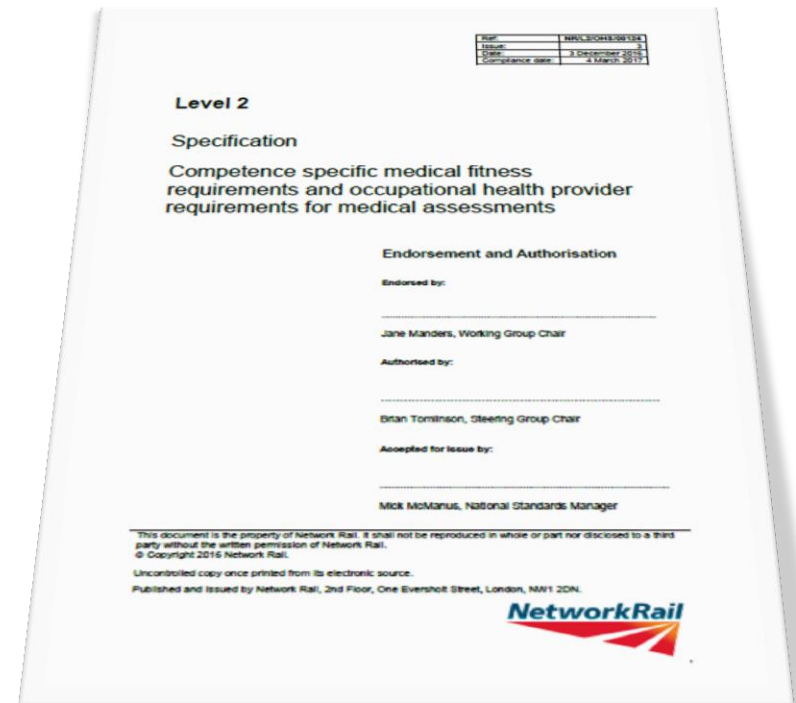 Ref: NR/L2/OHS/00124
Issue: 3
Date: 3 December 2016
Compliance date: 4 March 2017
Level 2
Specification
Competence specific medical fitness
requirements and occupational health provider
requirements for medical assessments
Endorsement and Authorisation
Endorsed by:
Jane Manders, Working Group Chair
Authorised by:
Brian Tomlinson, Steering Group Chair
Accepted for issue by:
Mick McManus, National Standards Manager
This document is the property of Network Rail. It shall not be reproduced in whole or part nor disclosed to a third
party without the written permission of Network Rail.
© Copyright 2016 Network Rail.
Uncontrolled copy once printed from its electronic source.
Published and Issued by Network Rail, 2nd Floor, One Eversholt Street, London, NW1 2DN.
NetworkRail